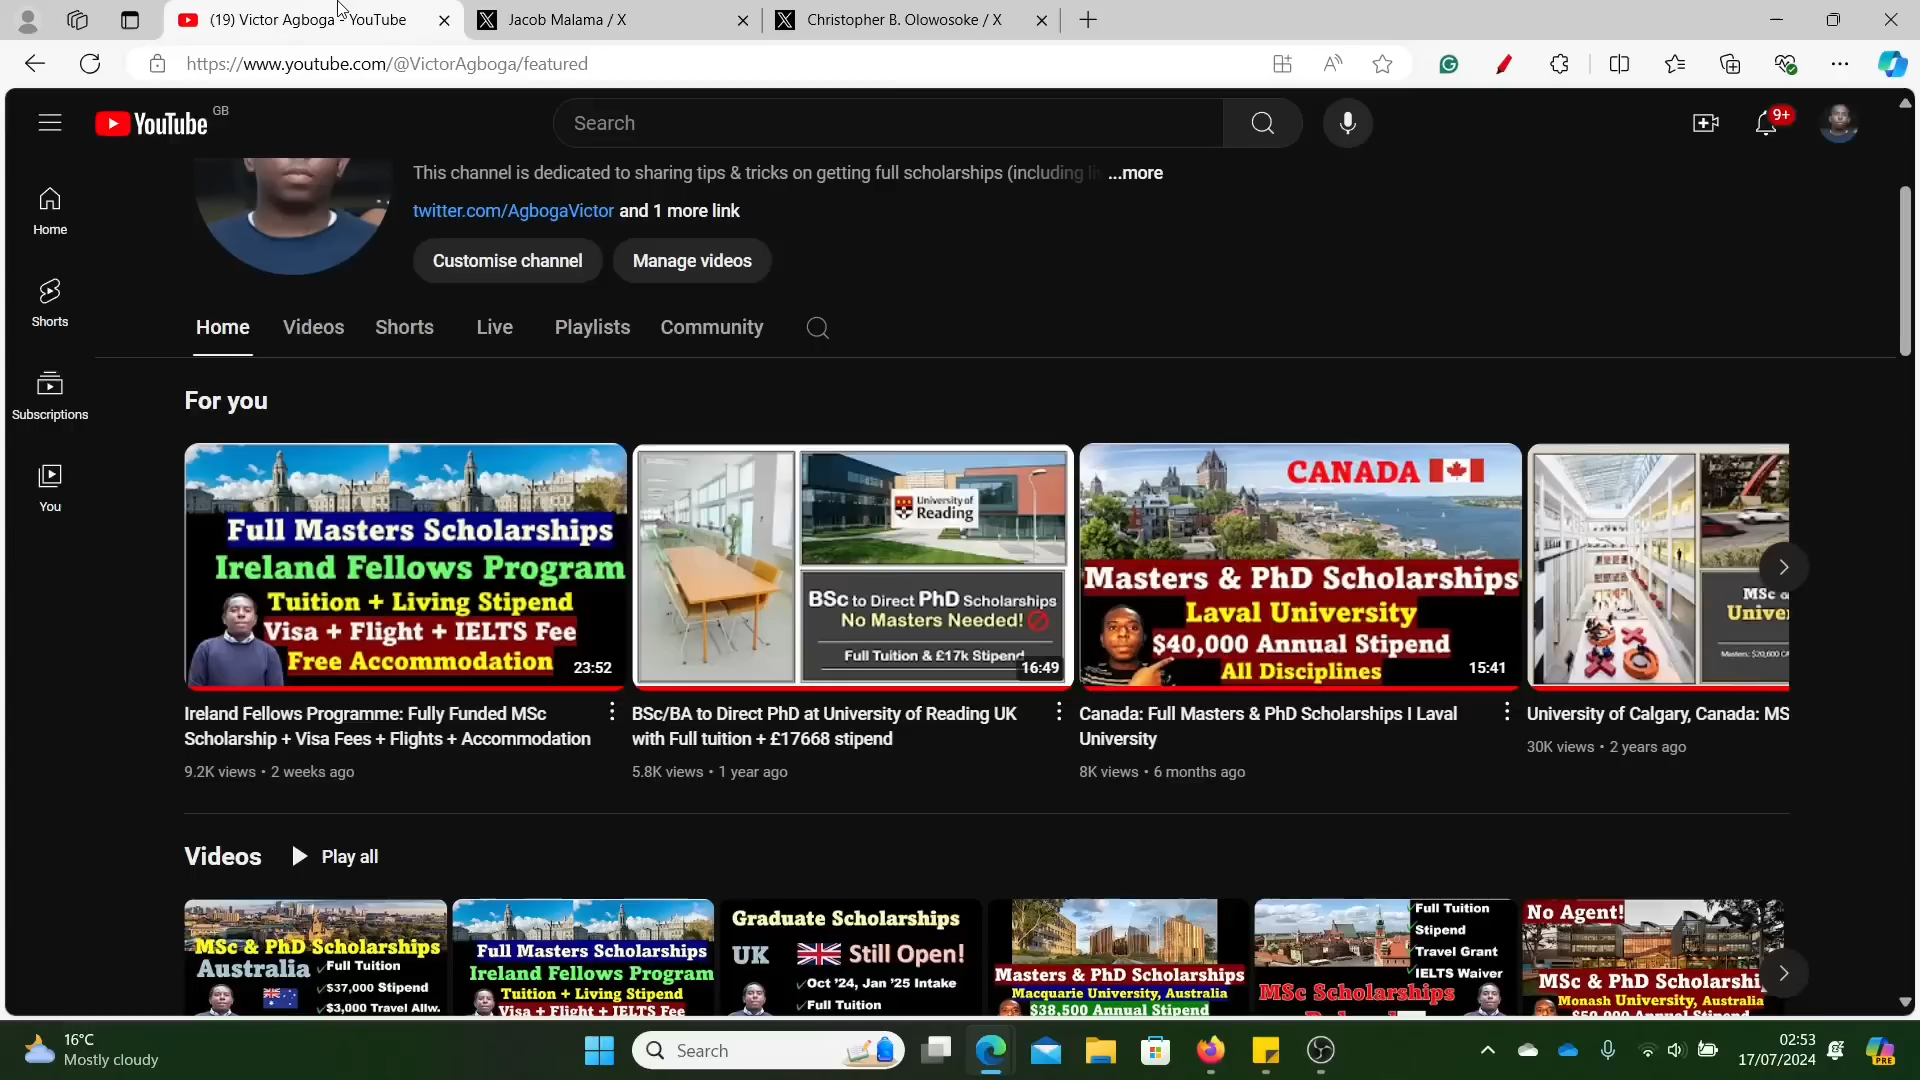 (19) Victor Agboga - YouTube
Jacob Malama / X
Christopher B. Olowosoke / X
https://www.youtube.com/@VictorAgboga/featured
YouTube GB
Search
9+
This channel is dedicated to sharing tips & tricks on getting full scholarships (including ...more
twitter.com/AgbogaVictor and 1 more link
Home
Shorts
Subscriptions
You
Customise channel
Manage videos
Home Videos Shorts Live Playlists Community
For you
Full Masters Scholarships
Ireland Fellows Program
Tuition + Living Stipend
Visa + Flight + IELTS Fee
Free Accommodation
23:52
University of
Reading
BSc to Direct PhD Scholarships
No Masters Needed!
Full Tuition & £17k Stipend
16:49
CANADA
Masters & PhD Scholarships
Laval University
$40,000 Annual Stipend
All Disciplines
15:41
MSc &
Univer
Ireland Fellows Programme: Fully Funded MSc
Scholarship + Visa Fees + Flights + Accommodation
9.2K views • 2 weeks ago
BSc/BA to Direct PhD at University of Reading UK
with Full tuition + £17668 stipend
5.8K views • 1 year ago
Canada: Full Masters & PhD Scholarships I Laval
University
8K views • 6 months ago
University of Calgary, Canada: MS
30K views • 2 years ago
Videos
Play all
MSc & PhD Scholarships
Australia
Full Tuition
$37,000 Stipend
$3,000 Travel Allw.
Full Masters Scholarships
Ireland Fellows Program
Tuition + Living Stipend
Visa + Flight + IELTS Fee
Graduate Scholarships
UK Still Open!
Oct '24, Jan '25 Intake
Full Tuition
Masters & PhD Scholarships
Macquarie University, Australia
$38,500 Annual Stipend
Full Tuition
Stipend
Travel Grant
IELTS Waiver
MSc Scholarships
No Agent!
MSc & PhD Scholarshi
Monash University, Australia
$50,000 Annual Stipend
16°C
Mostly cloudy
Search
02:53
17/07/2024
PRE